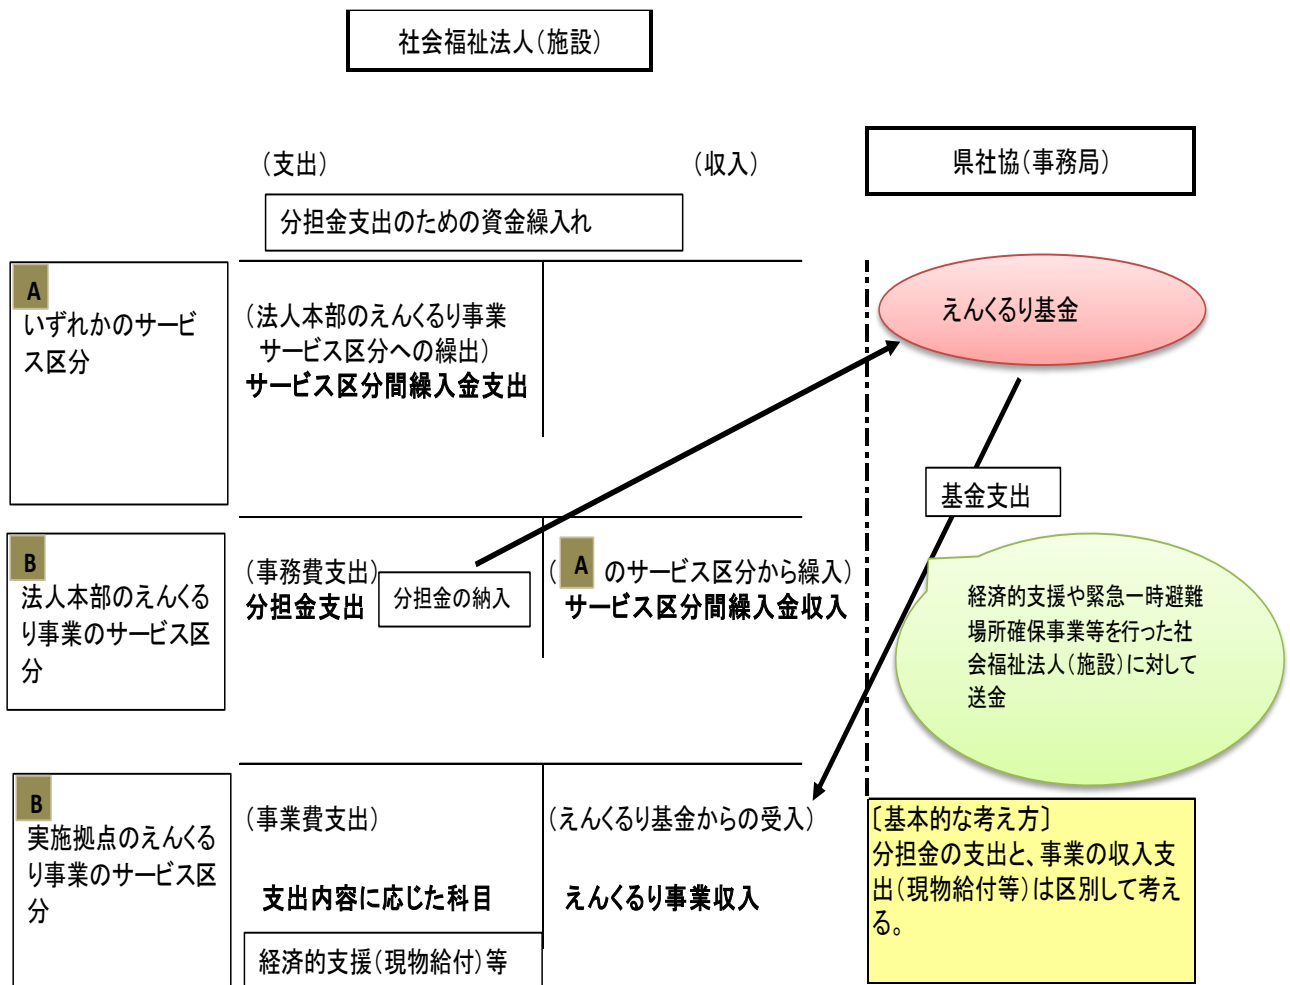 社会福祉法人(施設)
県社協(事務局)
(支出)
(収入)
分担金支出のための資金繰入れ
A
いずれかのサービ
ス区分
(法人本部のえんくるり事業
サービス区分への繰出)
サービス区分間繰入金支出
えんくるり基金
基金支出
B
法人本部のえんくる
り事業のサービス区
分
(事務費支出)
分担金支出
分担金の納入
( A のサービス区分から繰入)
サービス区分間繰入金収入
経済的支援や緊急一時避難
場所確保事業等を行った社
会福祉法人(施設)に対して
送金
B
実施拠点のえんくる
り事業のサービス区
分
(事業費支出)
支出内容に応じた科目
経済的支援(現物給付)等
(えんくるり基金からの受入)
えんくるり事業収入
〔基本的な考え方〕
分担金の支出と、事業の収入支
出(現物給付等)は区別して考え
る。